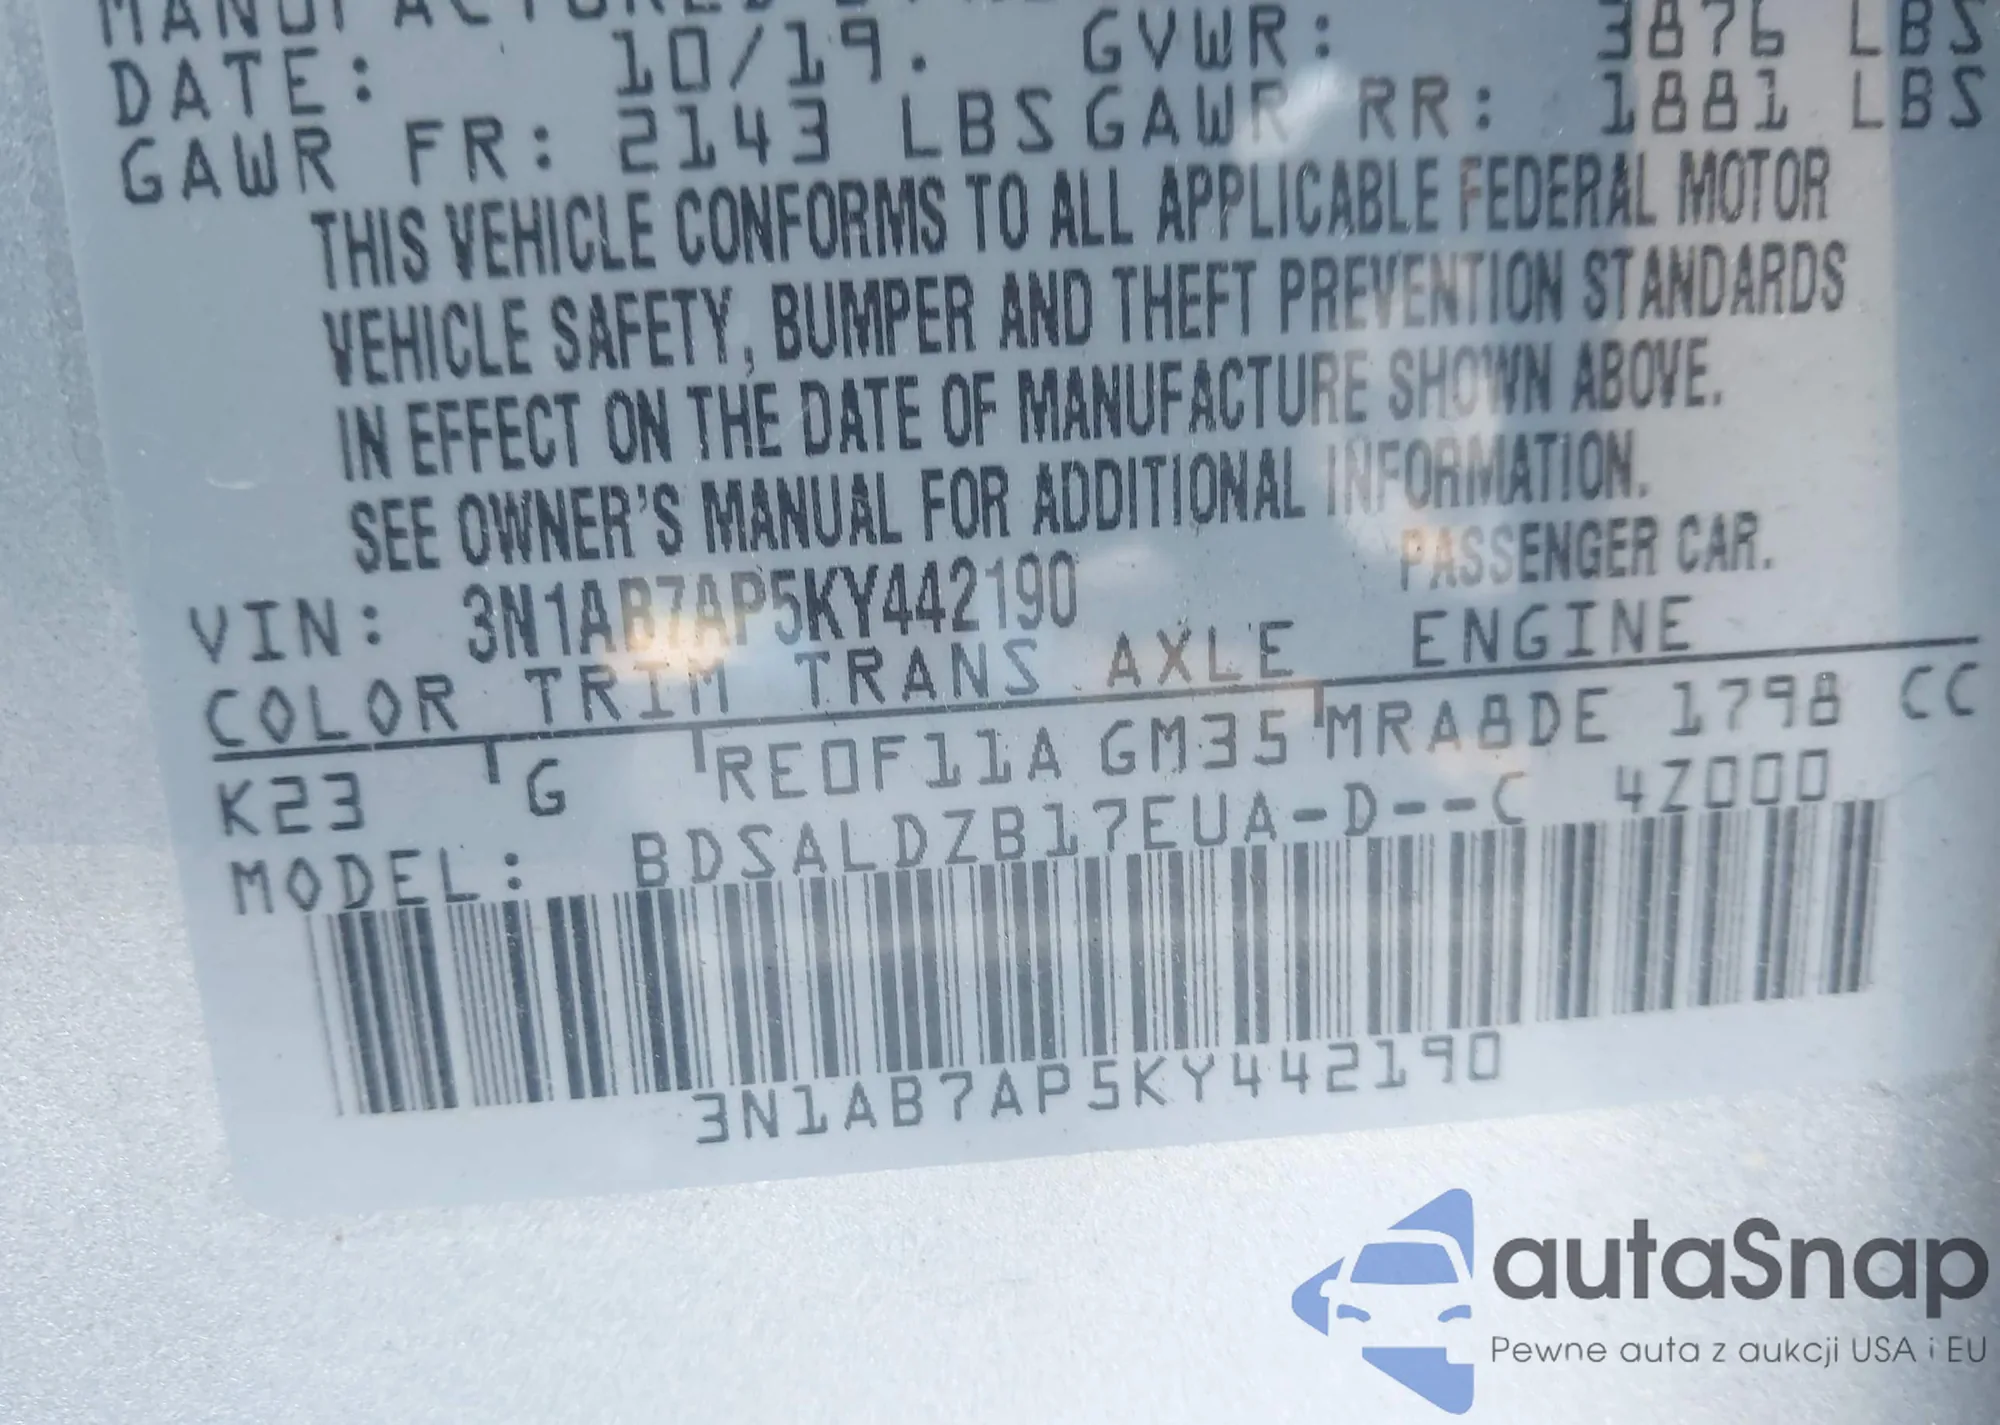 MANUFACTURED
DATE: 10/19. GVWR: 3876 LBS
GAWR FR: 2143 LBS GAWR RR: 1881 LBS
THIS VEHICLE CONFORMS TO ALL APPLICABLE FEDERAL MOTOR
VEHICLE SAFETY, BUMPER AND THEFT PREVENTION STANDARDS
IN EFFECT ON THE DATE OF MANUFACTURE SHOWN ABOVE.
SEE OWNER'S MANUAL FOR ADDITIONAL INFORMATION.
PASSENGER CAR.
VIN: 3N1AB7AP5KY442190
COLOR TRIM TRANS AXLE ENGINE
K23 G RE0F11A GM35 MRA8DE 1798 CC
MODEL: BDSALDZB17EUA-D--C 4Z000
3N1AB7AP5KY442190
autaSnap
Pewne auta z aukcji USA i EU